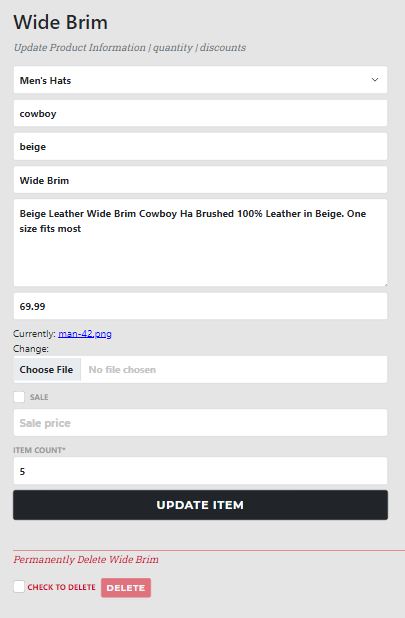 Wide Brim
Update Product Information | quantity | discounts
Men's Hats
cowboy
beige
Wide Brim
Beige Leather Wide Brim Cowboy Ha Brushed 100% Leather in Beige. One
size fits most
69.99
Currently: man-42.png
Change:
Choose File No file chosen
SALE
Sale price
ITEM COUNT*
5
UPDATE ITEM
Permanently Delete Wide Brim
CHECK TO DELETE DELETE